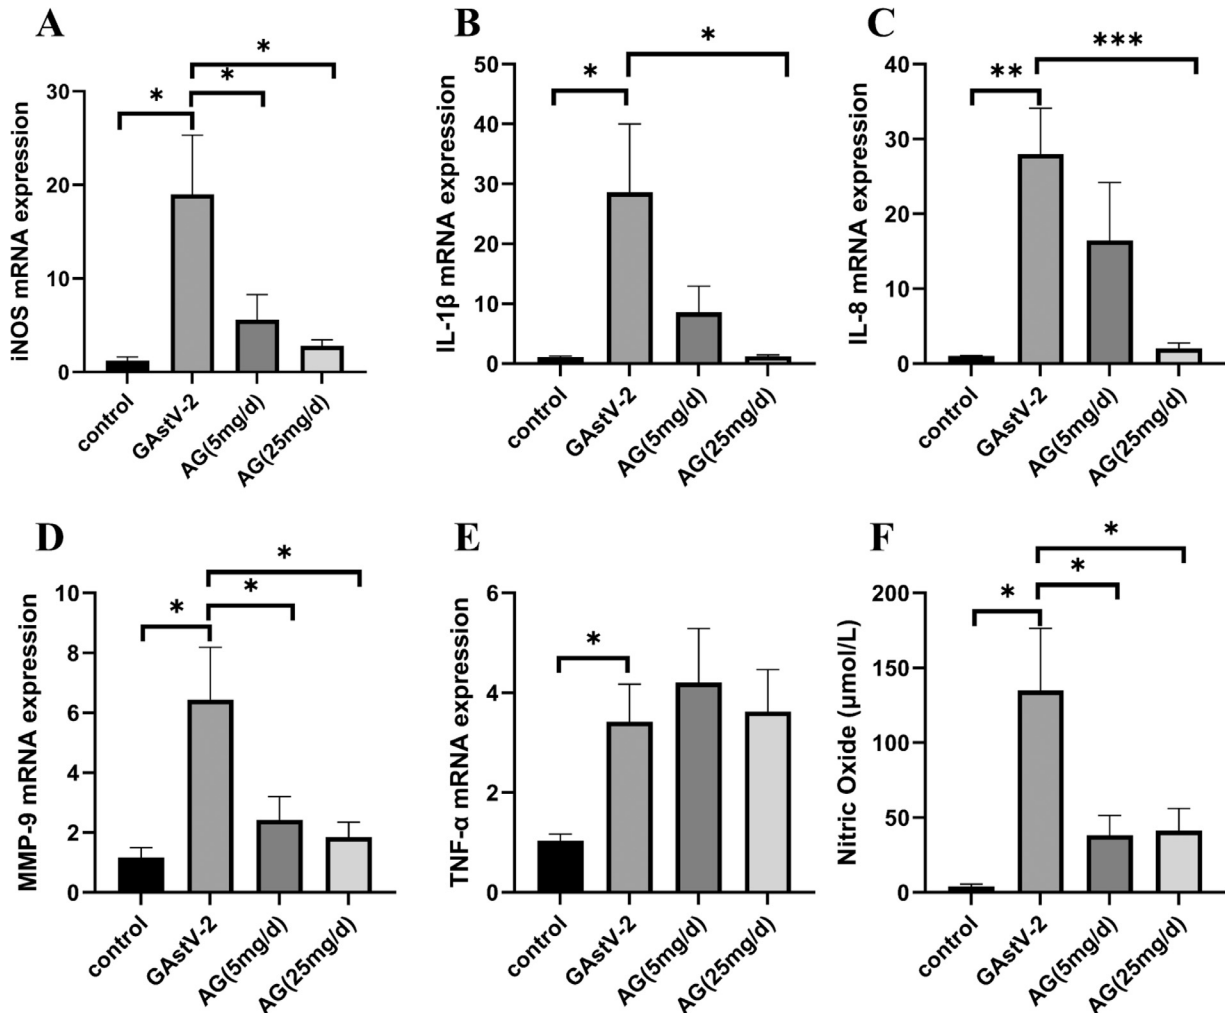 A
iNOS mRNA expression
30
20
10
0
*
*
*
control
GAstV-2
AG(5mg/d)
AG(25mg/d)
B
IL-1β mRNA expression
50
40
30
20
10
0
*
*
control
GAstV-2
AG(5mg/d)
AG(25mg/d)
C
IL-8 mRNA expression
40
30
20
10
0
**
***
control
GAstV-2
AG(5mg/d)
AG(25mg/d)
D
MMP-9 mRNA expression
10
8
6
4
2
0
*
*
*
control
GAstV-2
AG(5mg/d)
AG(25mg/d)
E
TNF-α mRNA expression
6
4
2
0
*
control
GAstV-2
AG(5mg/d)
AG(25mg/d)
F
Nitric Oxide (μmol/L)
200
150
100
50
0
*
*
*
control
GAstV-2
AG(5mg/d)
AG(25mg/d)